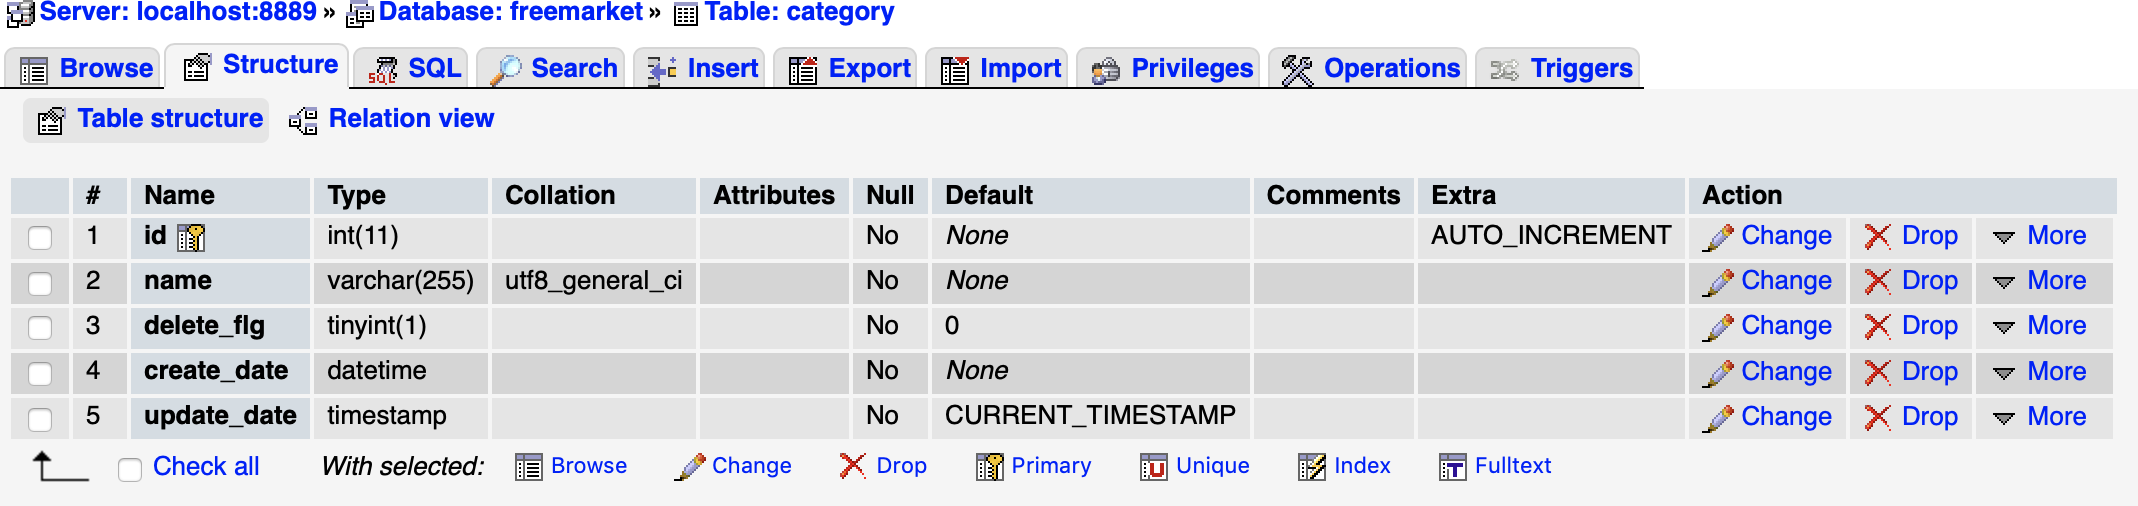 Server: localhost:8889 » Database: freemarket » Table: category
Browse Structure SQL Search Insert Export Import Privileges Operations Triggers
Table structure Relation view
# Name Type Collation Attributes Null Default Comments Extra Action
1 id int(11) No None AUTO_INCREMENT Change Drop More
2 name varchar(255) utf8_general_ci No None Change Drop More
3 delete_flg tinyint(1) No 0 Change Drop More
4 create_date datetime No None Change Drop More
5 update_date timestamp No CURRENT_TIMESTAMP Change Drop More
Check all With selected: Browse Change Drop Primary Unique Index Fulltext